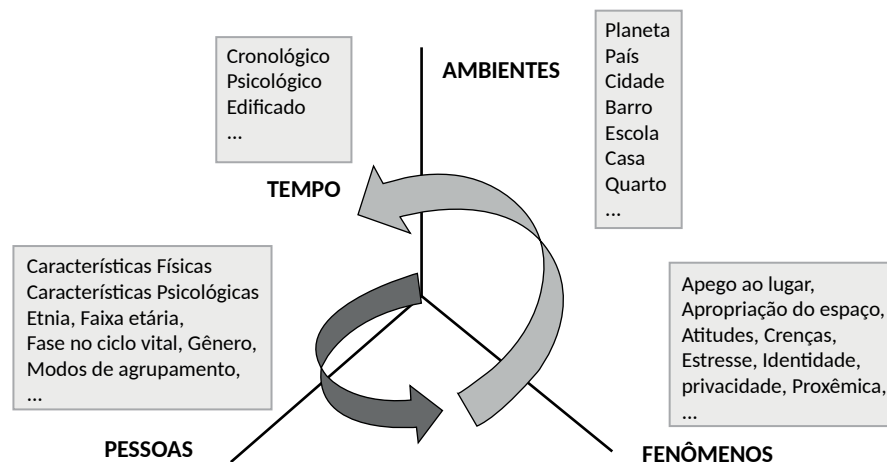 Cronológico
Psicológico
Edificado
...
AMBIENTES
Planeta
País
Cidade
Barro
Escola
Casa
Quarto
...
TEMPO
Características Físicas
Características Psicológicas
Etnia, Faixa etária,
Fase no ciclo vital, Gênero,
Modos de agrupamento,
...
Apego ao lugar,
Apropriação do espaço,
Atitudes, Crenças,
Estresse, Identidade,
privacidade, Proxêmica,
...
PESSOAS
FENÔMENOS